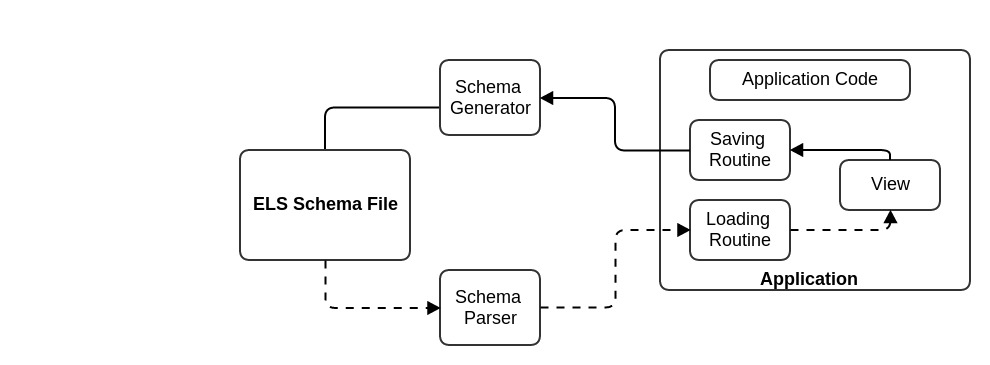 Schema
Generator
Application Code
Saving
Routine
View
ELS Schema File
Loading
Routine
Application
Schema
Parser